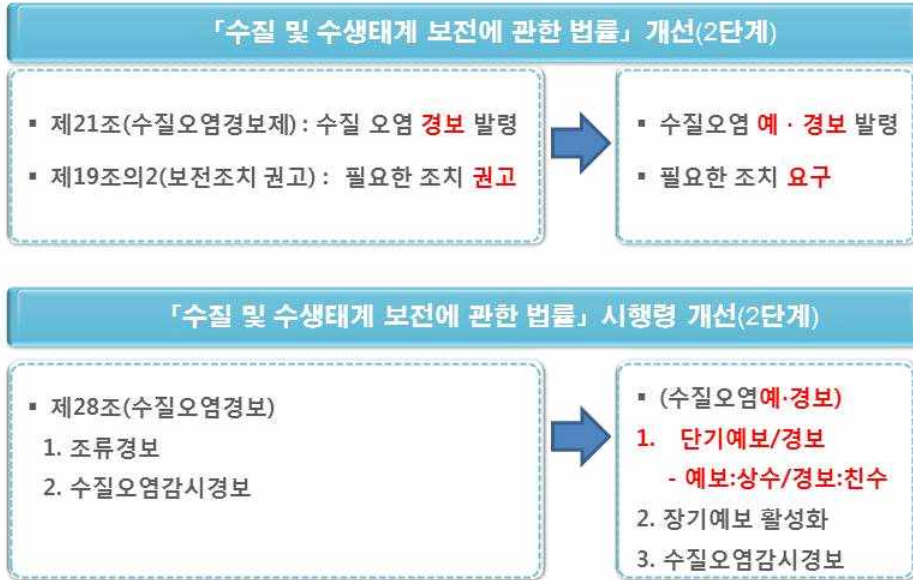 「수질 및 수생태계 보전에 관한 법률」 개선(2단계)
▪ 제21조(수질오염경보제) : 수질 오염 경보 발령
▪ 제19조의2(보전조치 권고) : 필요한 조치 권고
▪ 수질오염 예 · 경보 발령
▪ 필요한 조치 요구
「수질 및 수생태계 보전에 관한 법률」 시행령 개선(2단계)
▪ 제28조(수질오염경보)
1. 조류경보
2. 수질오염감시경보
▪ (수질오염예·경보)
1. 단기예보/경보
- 예보:상수/경보:친수
2. 장기예보 활성화
3. 수질오염감시경보